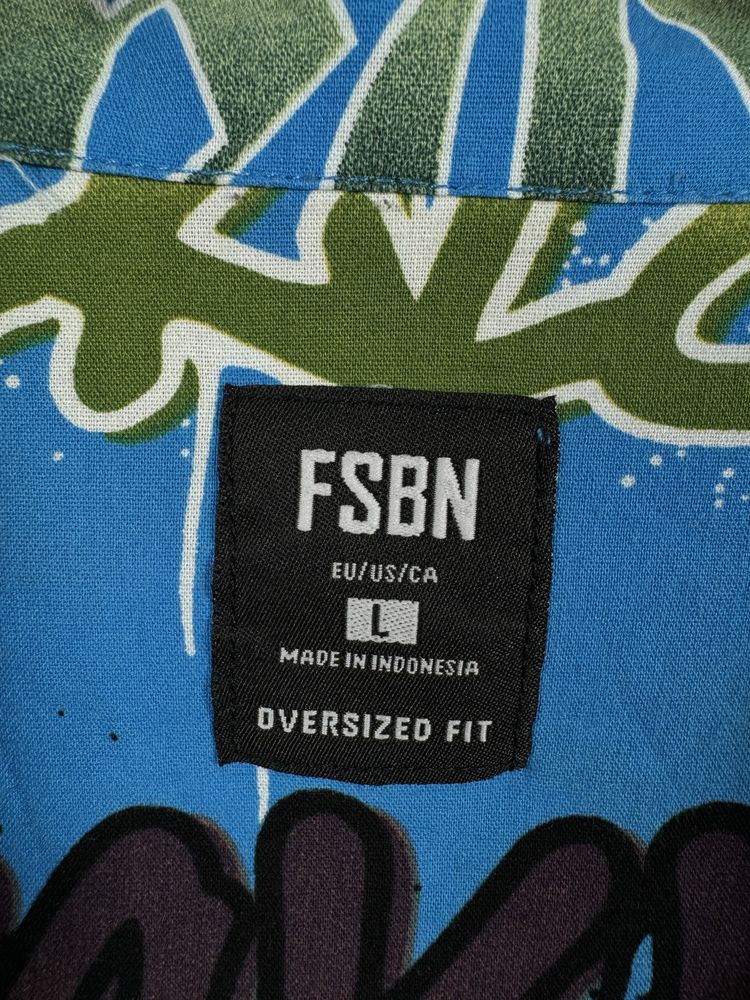 FSBN
EU/US/CA
L
MADE IN INDONESIA
OVERSIZED FIT